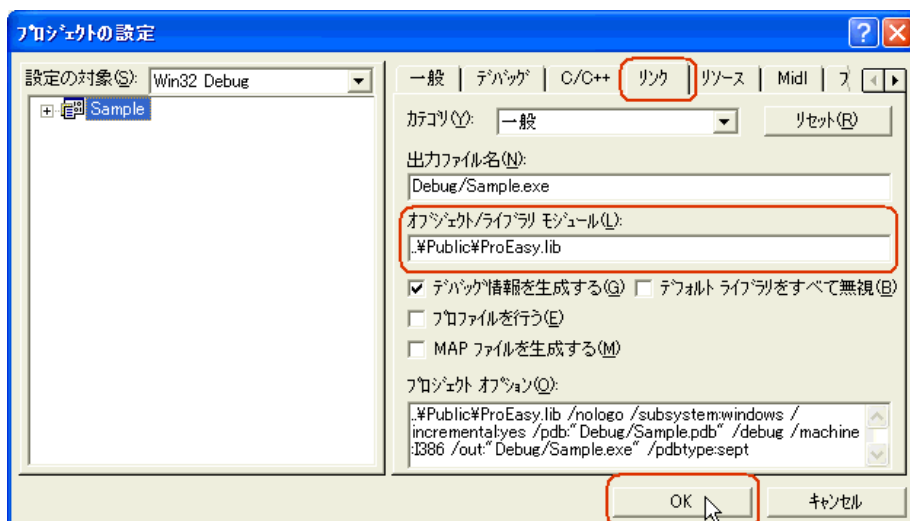 プロジェクトの設定
設定の対象(S): Win32 Debug
Sample
一般 デバッグ C/C++ リンク リソース Midl
カテゴリ(Y): 一般 リセット(R)
出力ファイル名(N):
Debug/Sample.exe
オブジェクト/ライブラリ モジュール(L):
..¥Public¥ProEasy.lib
デバッグ情報を生成する(G) デフォルト ライブラリをすべて無視(B)
プロファイルを行う(E)
MAP ファイルを生成する(M)
プロジェクト オプション(O):
..¥Public¥ProEasy.lib /nologo /subsystem:windows /
incremental:yes /pdb:"Debug/Sample.pdb" /debug /machine
:I386 /out:"Debug/Sample.exe" /pdbtype:sept
OK キャンセル